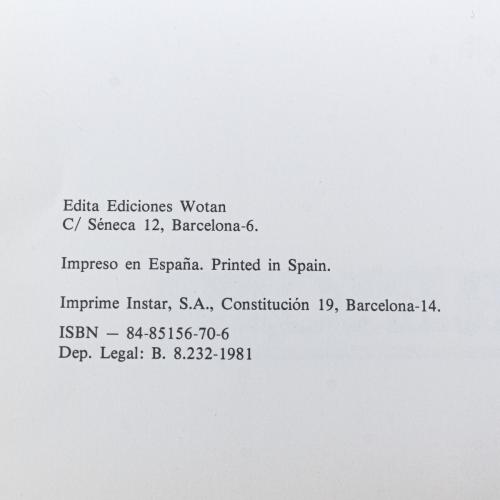 Edita Ediciones Wotan
C/ Séneca 12, Barcelona-6.
Impreso en España. Printed in Spain.
Imprime Instar, S.A., Constitución 19, Barcelona-14.
ISBN — 84-85156-70-6
Dep. Legal: B. 8.232-1981